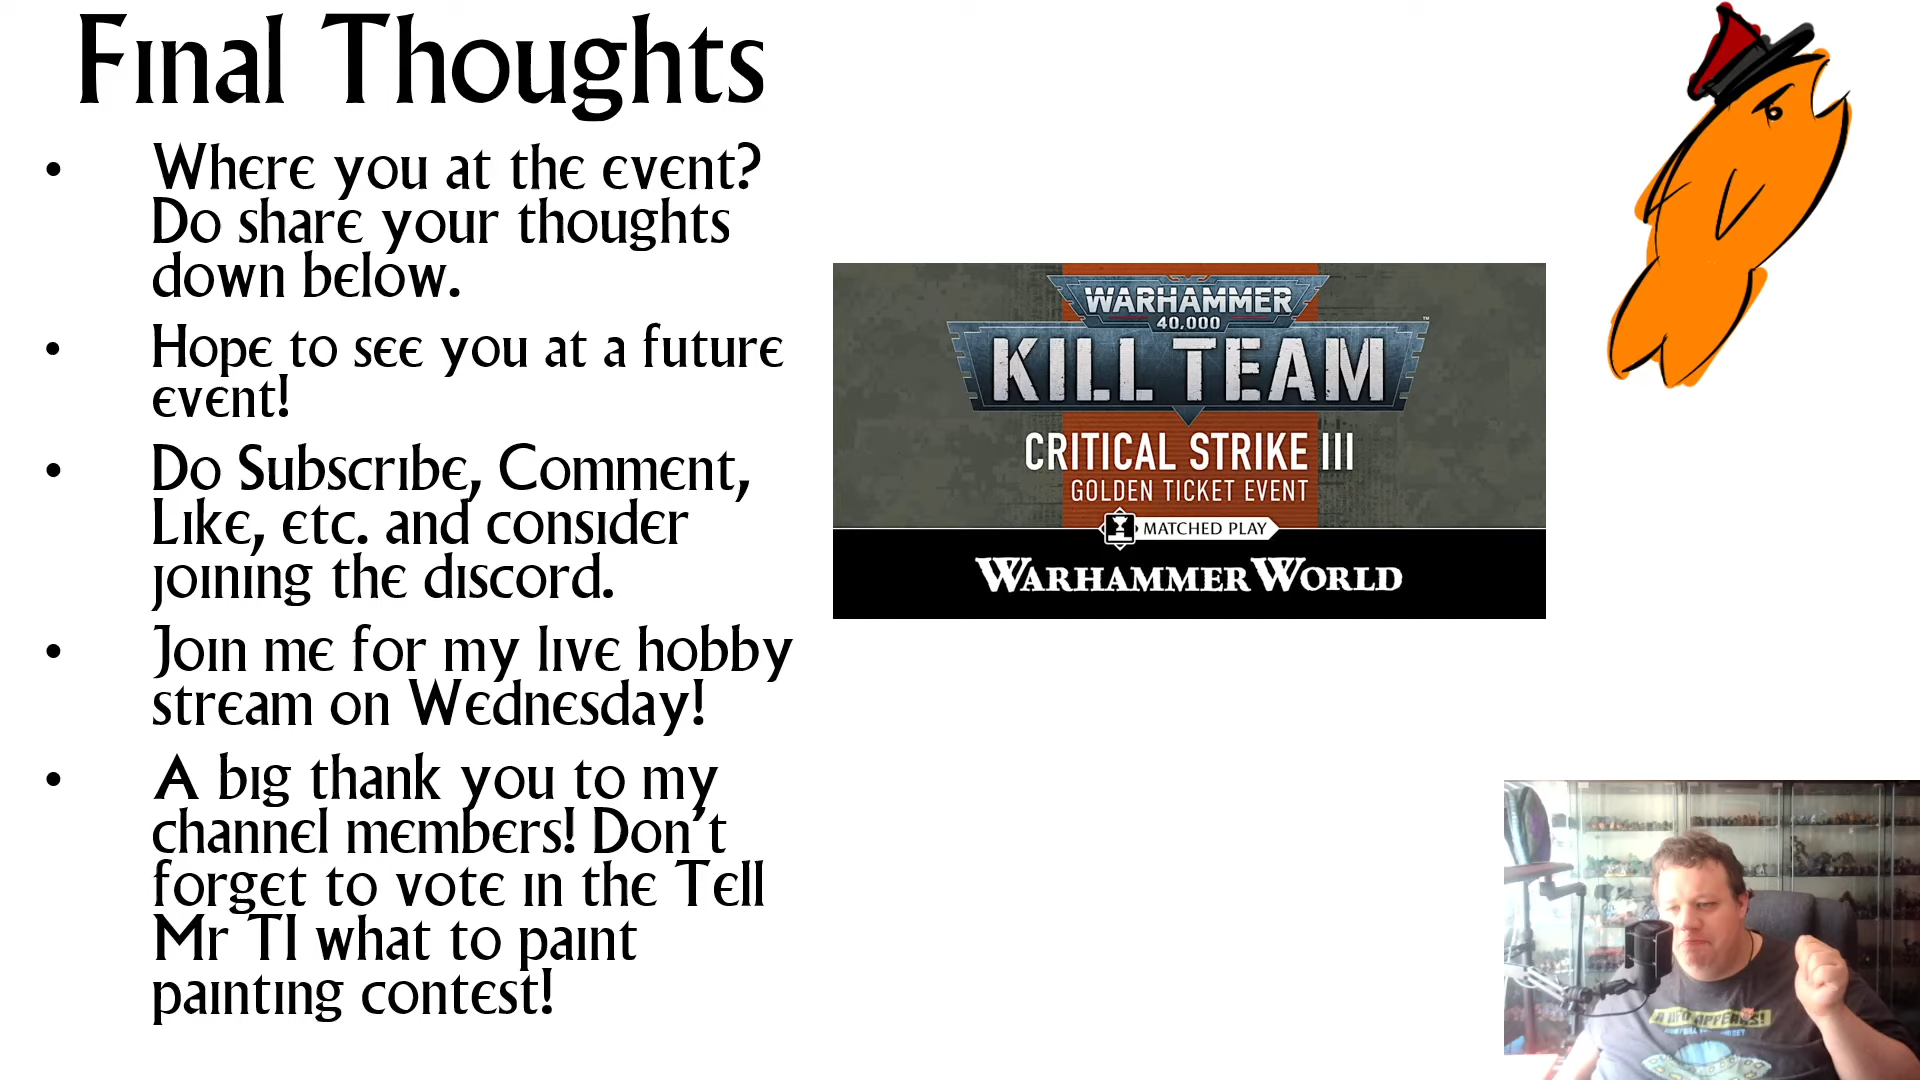 Final Thoughts
• Where you at the event?
Do share your thoughts
down below.
• Hope to see you at a future
event!
• Do Subscribe, Comment,
Like, etc. and consider
joining the discord.
• Join me for my live hobby
stream on Wednesday!
• A big thank you to my
channel members! Don't
forget to vote in the Tell
Mr TI what to paint
painting contest!
WARHAMMER
40,000
KILL TEAM
™
CRITICAL STRIKE III
GOLDEN TICKET EVENT
MATCHED PLAY
WARHAMMER WORLD
A UFO APPEARS!